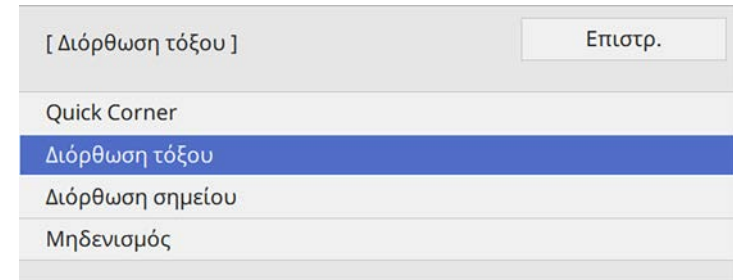 [ Διόρθωση τόξου ]
Επιστρ.
Quick Corner
Διόρθωση τόξου
Διόρθωση σημείου
Μηδενισμός